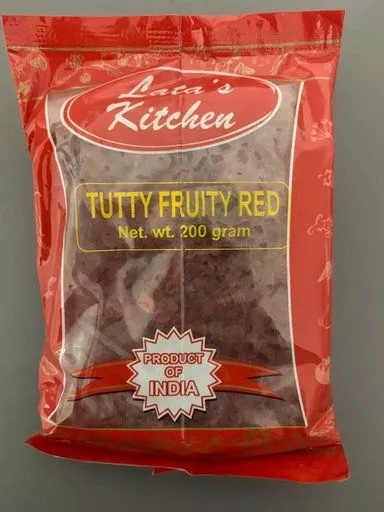 Lata's
Kitchen
TUTTY FRUITY RED
Net. wt. 200 gram
PRODUCT
OF
INDIA